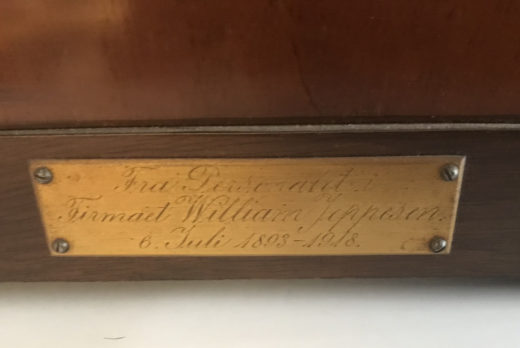 Fra Personalet i
Firmaet William Jeppesen.
6. Juli 1893-1918.